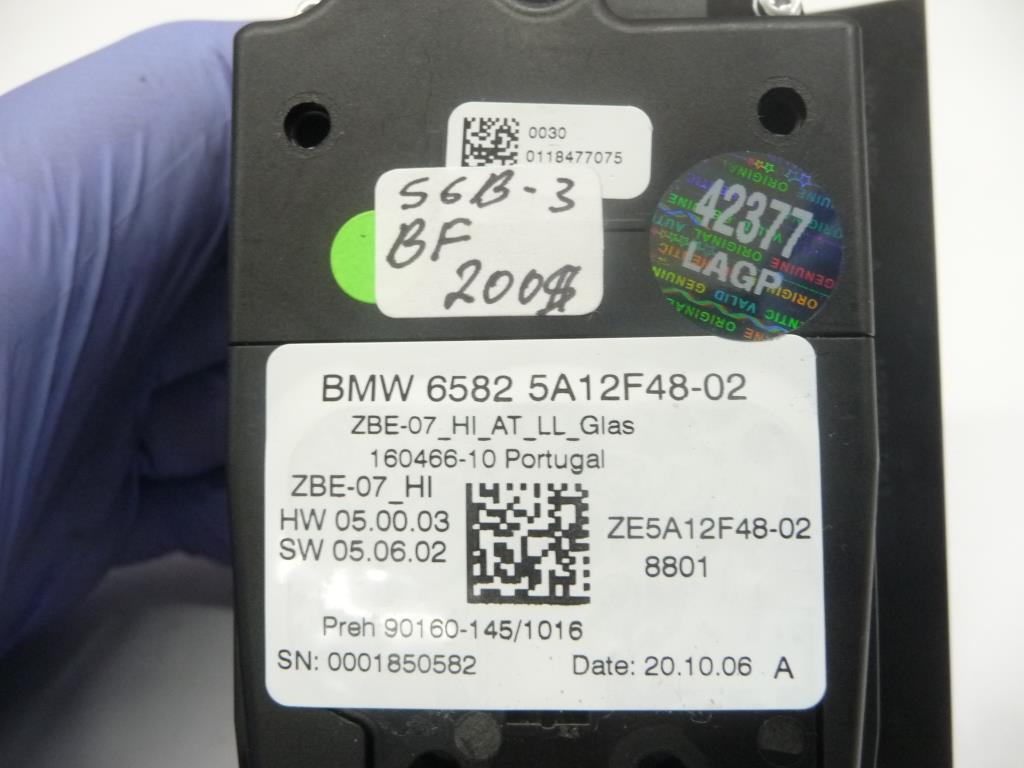 0030
0118477075
S6B-3
BF
200$
42377
LAGP
BMW 6582 5A12F48-02
ZBE-07_HI_AT_LL_Glas
160466-10 Portugal
ZBE-07_HI
HW 05.00.03
SW 05.06.02
ZE5A12F48-02
8801
Preh 90160-145/1016
SN: 0001850582 Date: 20.10.06 A